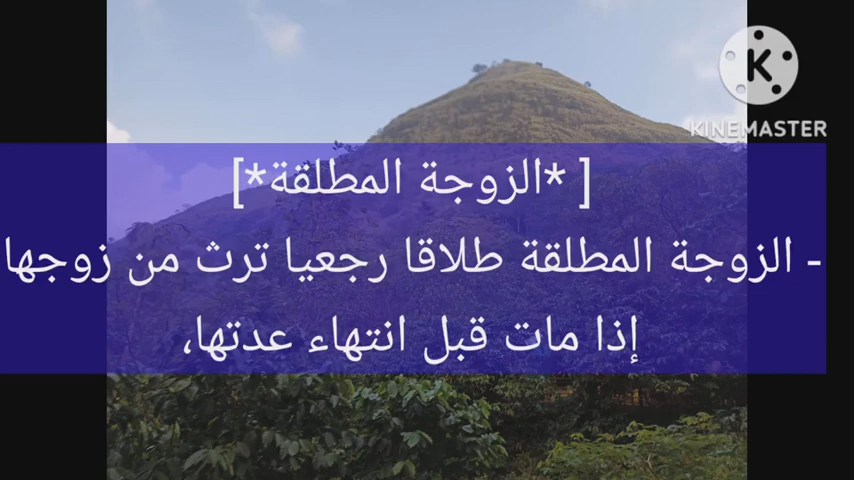 K
KINEMASTER
[ *الزوجة المطلقة*]
- الزوجة المطلقة طلاقا رجعيا ترث من زوجها
إذا مات قبل انتهاء عدتها،